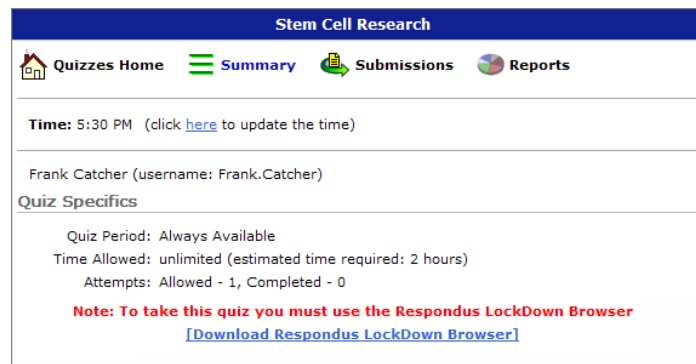 Stem Cell Research
Quizzes Home Summary Submissions Reports
Time: 5:30 PM (click here to update the time)
Frank Catcher (username: Frank.Catcher)
Quiz Specifics
Quiz Period: Always Available
Time Allowed: unlimited (estimated time required: 2 hours)
Attempts: Allowed - 1, Completed - 0
Note: To take this quiz you must use the Respondus LockDown Browser
[Download Respondus LockDown Browser]